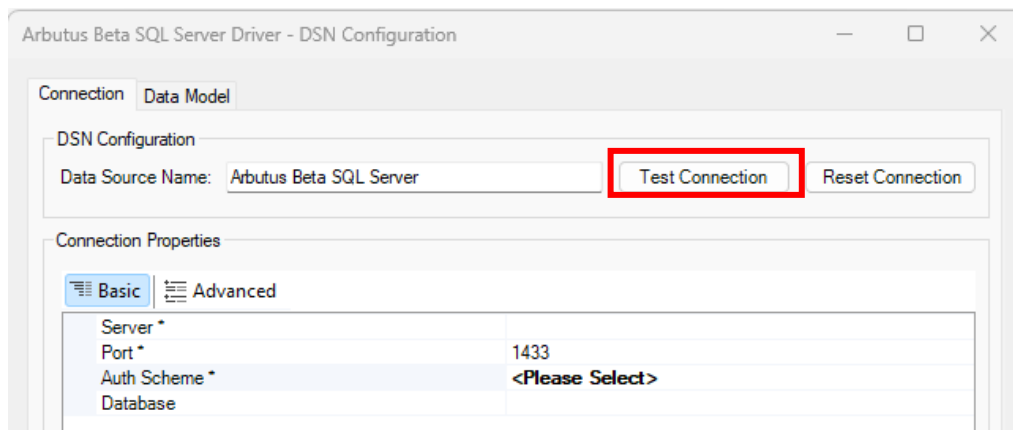 Arbutus Beta SQL Server Driver - DSN Configuration
Connection Data Model
DSN Configuration
Data Source Name: Arbutus Beta SQL Server Test Connection Reset Connection
Connection Properties
Basic Advanced
Server *
Port * 1433
Auth Scheme * <Please Select>
Database